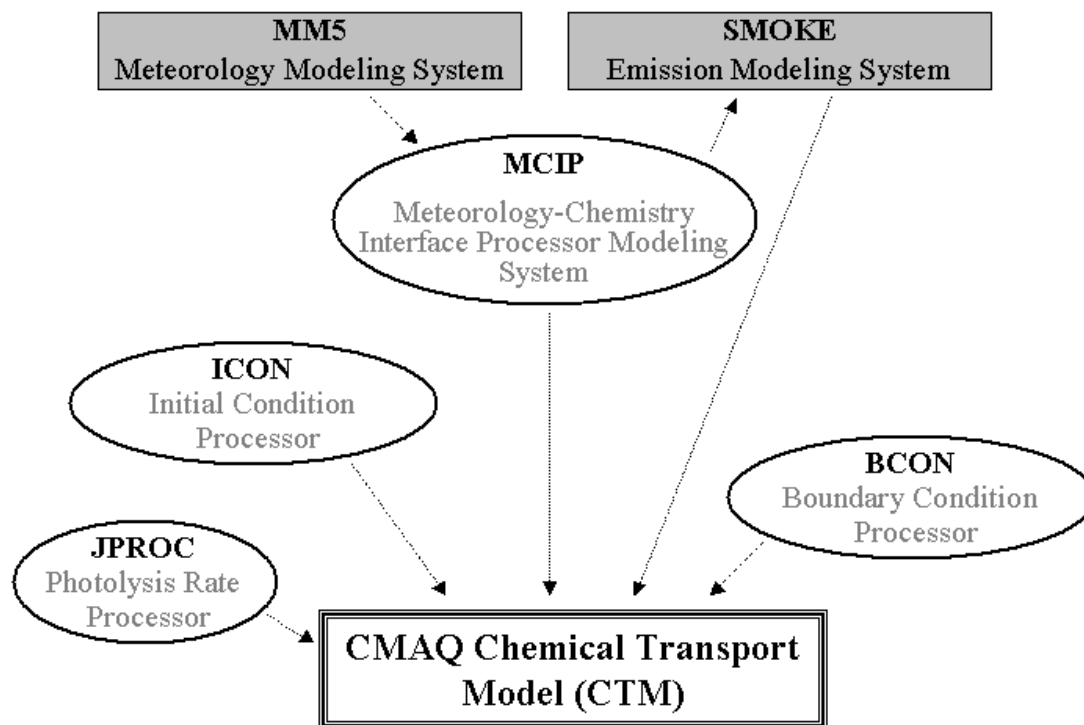 MM5
Meteorology Modeling System
SMOKE
Emission Modeling System
MCIP
Meteorology-Chemistry
Interface Processor Modeling
System
ICON
Initial Condition
Processor
BCON
Boundary Condition
Processor
JPROC
Photolysis Rate
Processor
CMAQ Chemical Transport
Model (CTM)